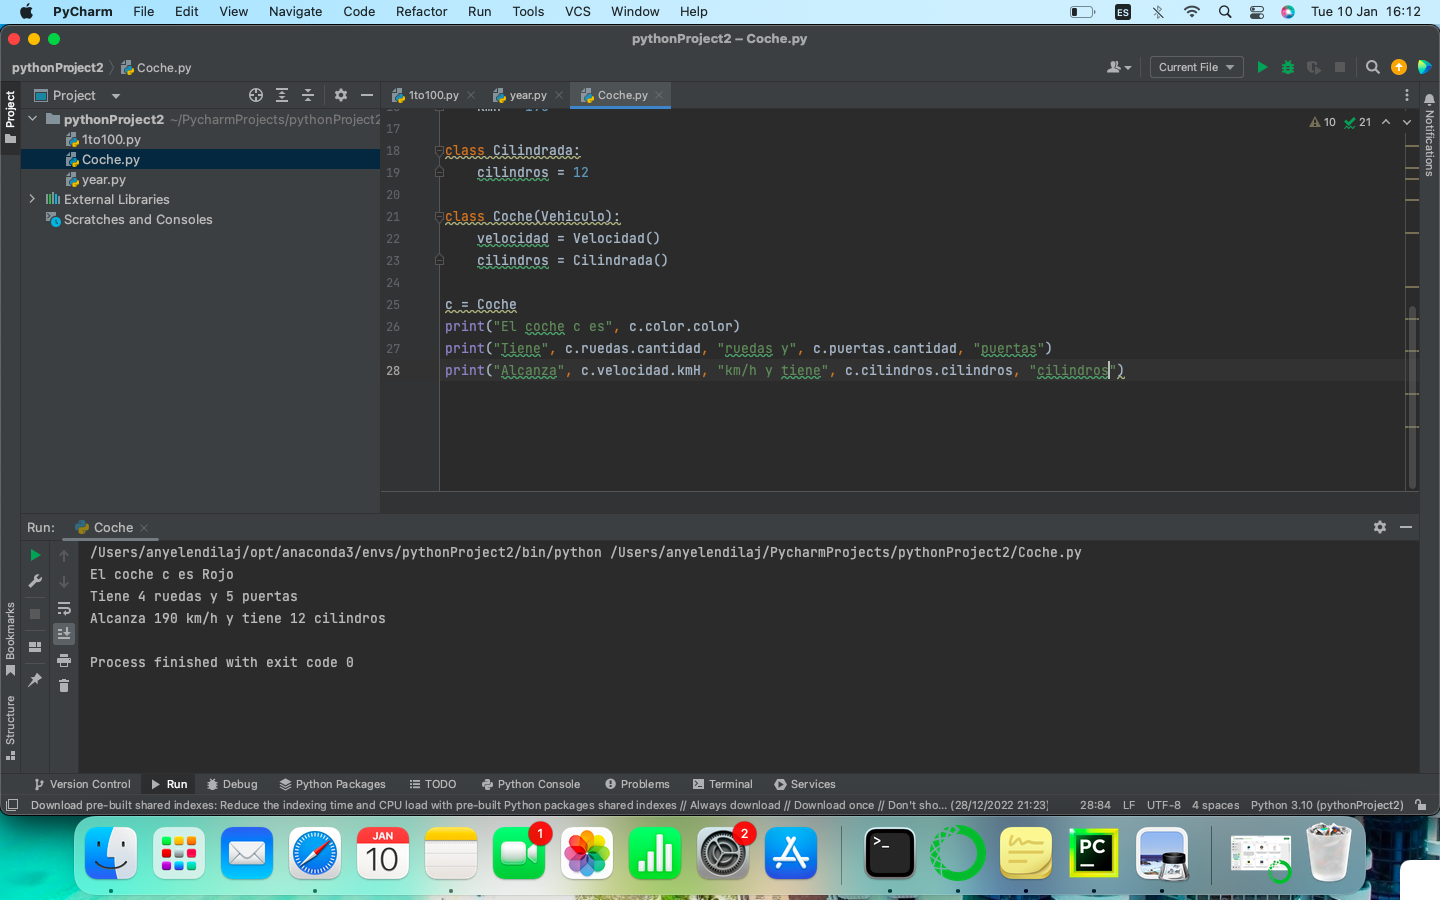 PyCharm File Edit View Navigate Code Refactor Run Tools VCS Window Help ES Tue 10 Jan 16:12
pythonProject2 – Coche.py
pythonProject2 Coche.py Current File
Project 1to100.py year.py Coche.py
pythonProject2 ~/PycharmProjects/pythonProject2
1to100.py
Coche.py
year.py
External Libraries
Scratches and Consoles
Project
Notifications
10 21
17
18 class Cilindrada:
19 cilindros = 12
20
21 class Coche(Vehiculo):
22 velocidad = Velocidad()
23 cilindros = Cilindrada()
24
25 c = Coche
26 print("El coche c es", c.color.color)
27 print("Tiene", c.ruedas.cantidad, "ruedas y", c.puertas.cantidad, "puertas")
28 print("Alcanza", c.velocidad.kmH, "km/h y tiene", c.cilindros.cilindros, "cilindros")
Run: Coche
/Users/anyelendilaj/opt/anaconda3/envs/pythonProject2/bin/python /Users/anyelendilaj/PycharmProjects/pythonProject2/Coche.py
El coche c es Rojo
Tiene 4 ruedas y 5 puertas
Alcanza 190 km/h y tiene 12 cilindros
Process finished with exit code 0
Bookmarks
Structure
Version Control Run Debug Python Packages TODO Python Console Problems Terminal Services
Download pre-built shared indexes: Reduce the indexing time and CPU load with pre-built Python packages shared indexes // Always download // Download once // Don't sho... (28/12/2022 21:23) 28:84 LF UTF-8 4 spaces Python 3.10 (pythonProject2)
JAN
10
1
2
>_
PC